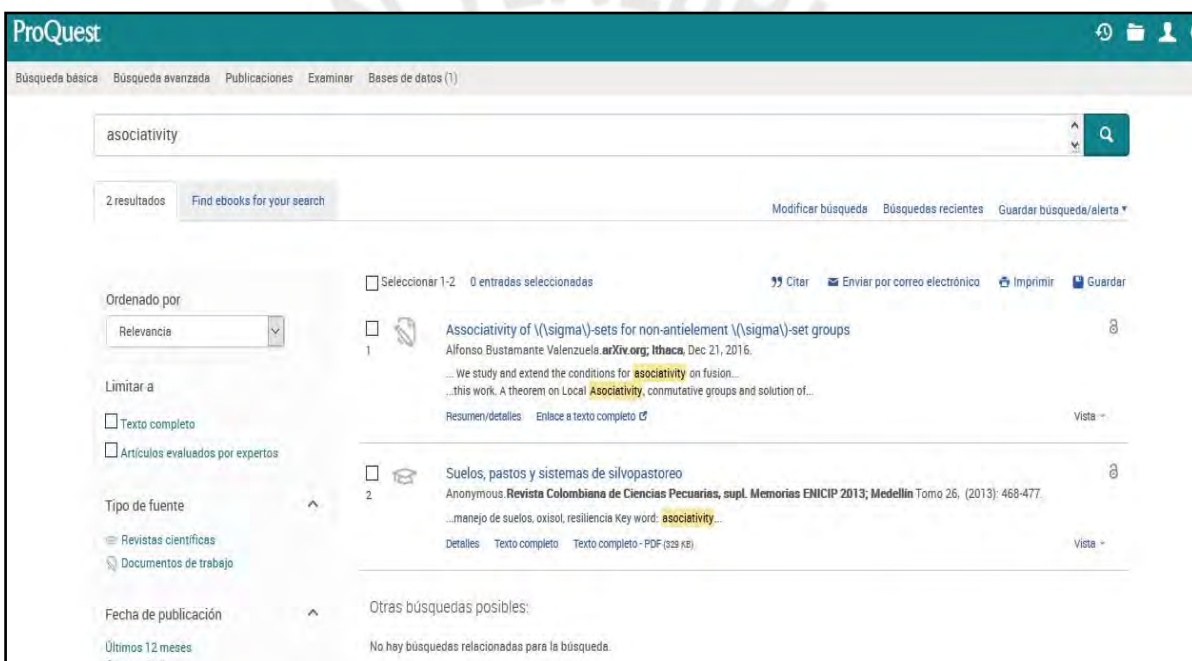 ProQuest
Búsqueda básica Búsqueda avanzada Publicaciones Examinar Bases de datos (1)
asociativity
2 resultados Find ebooks for your search
Modificar búsqueda Búsquedas recientes Guardar búsqueda/alerta
Seleccionar 1-2 0 entradas seleccionadas Citar Enviar por correo electrónico Imprimir Guardar
Ordenado por
Relevancia
Limitar a
Texto completo
Artículos evaluados por expertos
Tipo de fuente
Revistas científicas
Documentos de trabajo
Fecha de publicación
Últimos 12 meses
1
Associativity of \(\sigma\)-sets for non-antielement \(\sigma\)-set groups
Alfonso Bustamante Valenzuela.arXiv.org; Ithaca, Dec 21, 2016.
... We study and extend the conditions for asociativity on fusion...
...this work. A theorem on Local Asociativity, conmutative groups and solution of...
Resumen/detalles Enlace a texto completo Vista
2
Suelos, pastos y sistemas de silvopastoreo
Anonymous.Revista Colombiana de Ciencias Pecuarias, supl. Memorias ENICIP 2013; Medellín Tomo 26, (2013): 468-477.
...manejo de suelos, oxisol, resiliencia Key word: asociativity...
Detalles Texto completo Texto completo - PDF (329 KB) Vista
Otras búsquedas posibles:
No hay búsquedas relacionadas para la búsqueda.